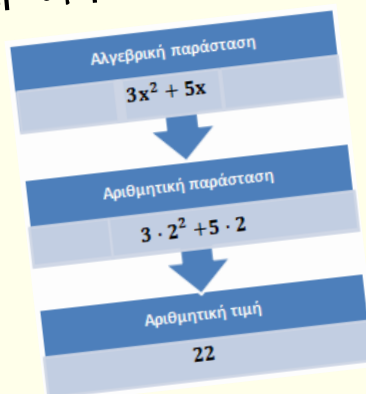 Αλγεβρική παράσταση
3x² + 5x
Αριθμητική παράσταση
3 · 2² +5 · 2
Αριθμητική τιμή
22